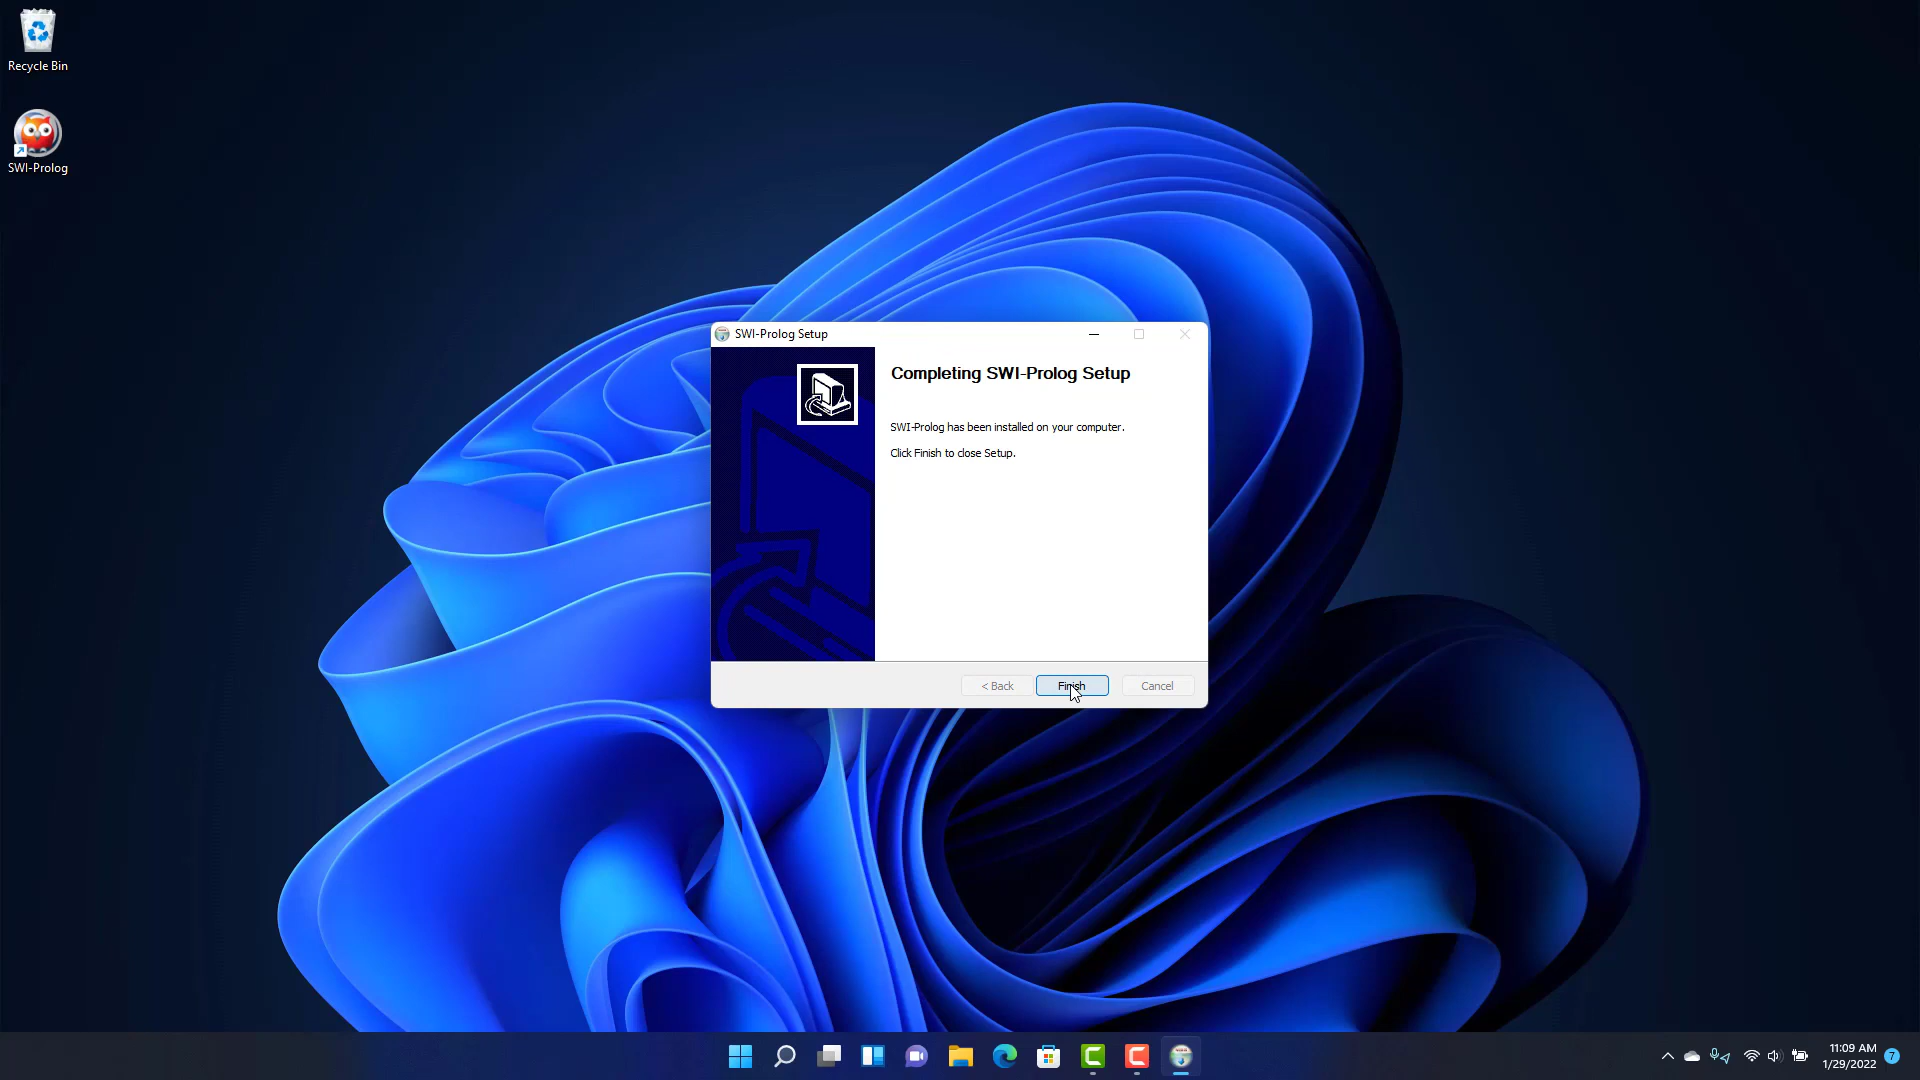 Recycle Bin
SWI-Prolog
SWI-Prolog Setup
Completing SWI-Prolog Setup
SWI-Prolog has been installed on your computer.
Click Finish to close Setup.
< Back
Finish
Cancel
11:09 AM
1/29/2022
7